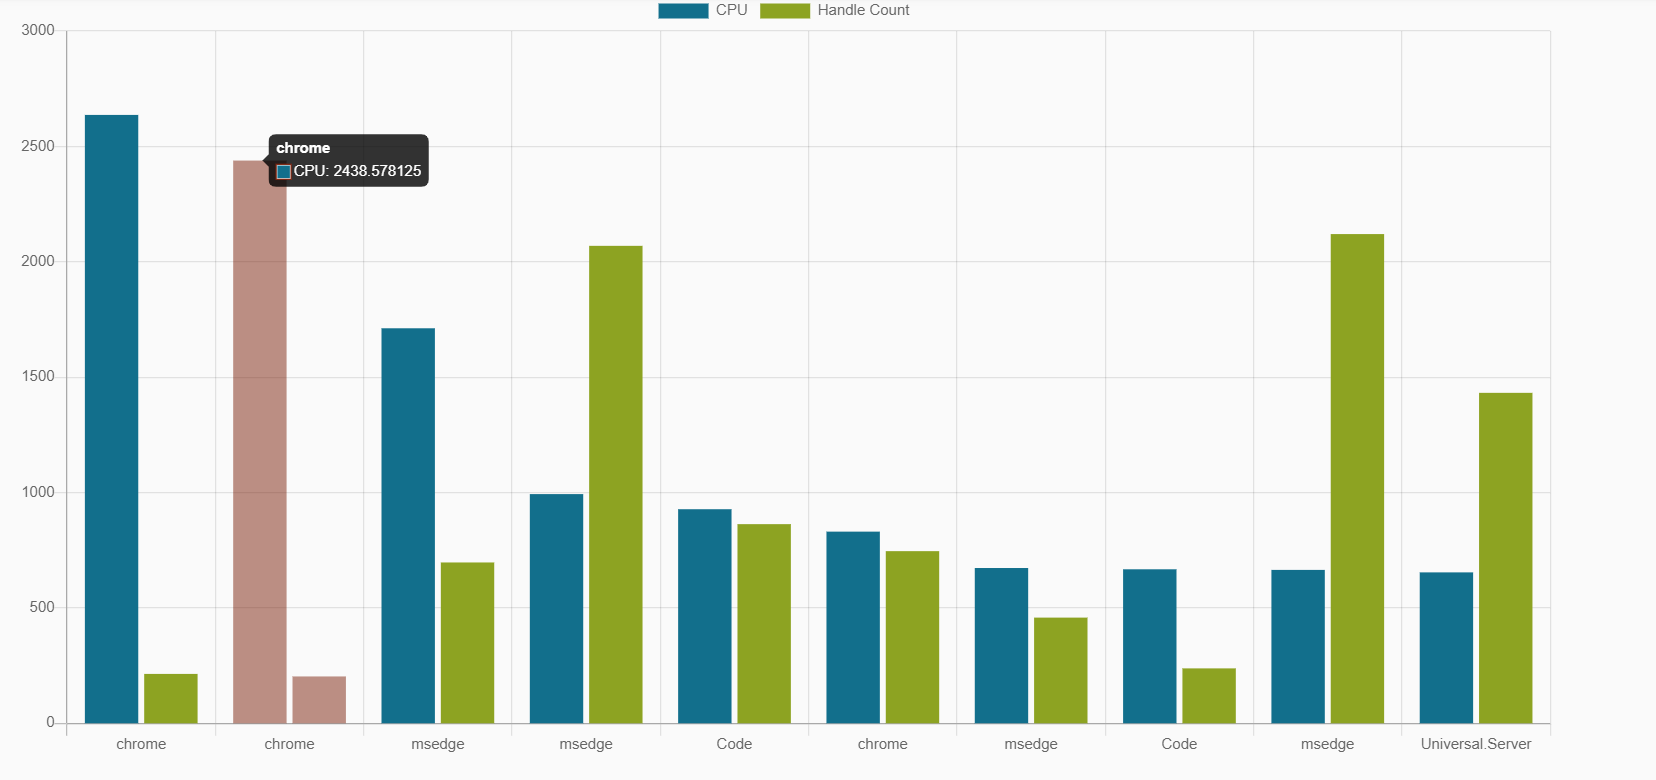 CPU Handle Count
3000
2500
2000
1500
1000
500
0
chrome
CPU: 2438.578125
chrome chrome msedge msedge Code chrome msedge Code msedge Universal.Server